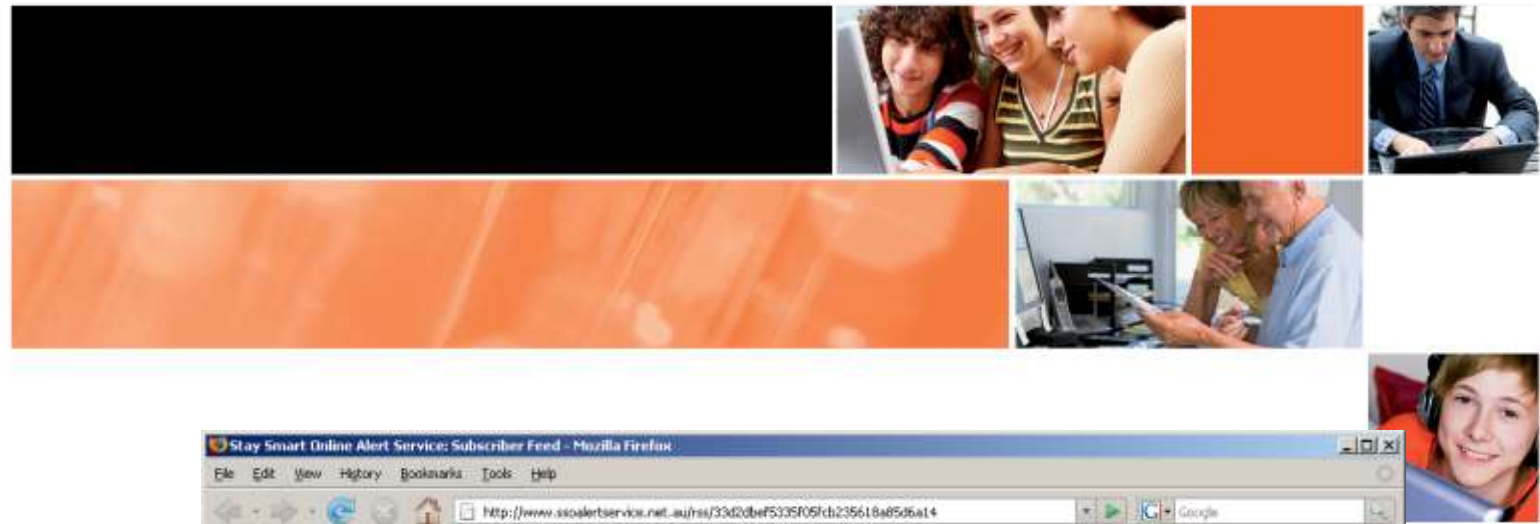 Stay Smart Online Alert Service: Subscriber Feed - Mozilla Firefox
File Edit View History Bookmarks Tools Help
http://www.ssoalertservice.net.au/rss/33d2dbef5335f05fcb235618a85d6a14 Google